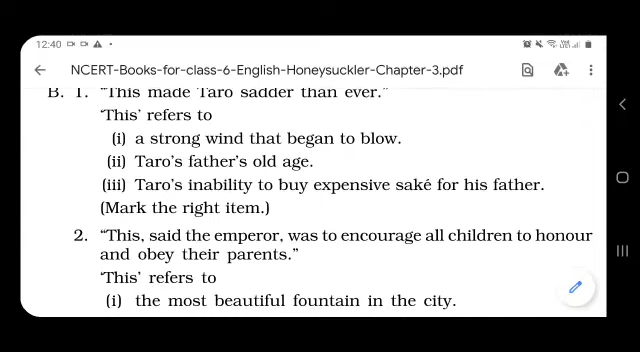 12:40
NCERT-Books-for-class-6-English-Honeysuckler-Chapter-3.pdf
B. 1. “This made Taro sadder than ever.”
‘This’ refers to
(i) a strong wind that began to blow.
(ii) Taro’s father’s old age.
(iii) Taro’s inability to buy expensive saké for his father.
(Mark the right item.)
2. “This, said the emperor, was to encourage all children to honour
and obey their parents.”
‘This’ refers to
(i) the most beautiful fountain in the city.